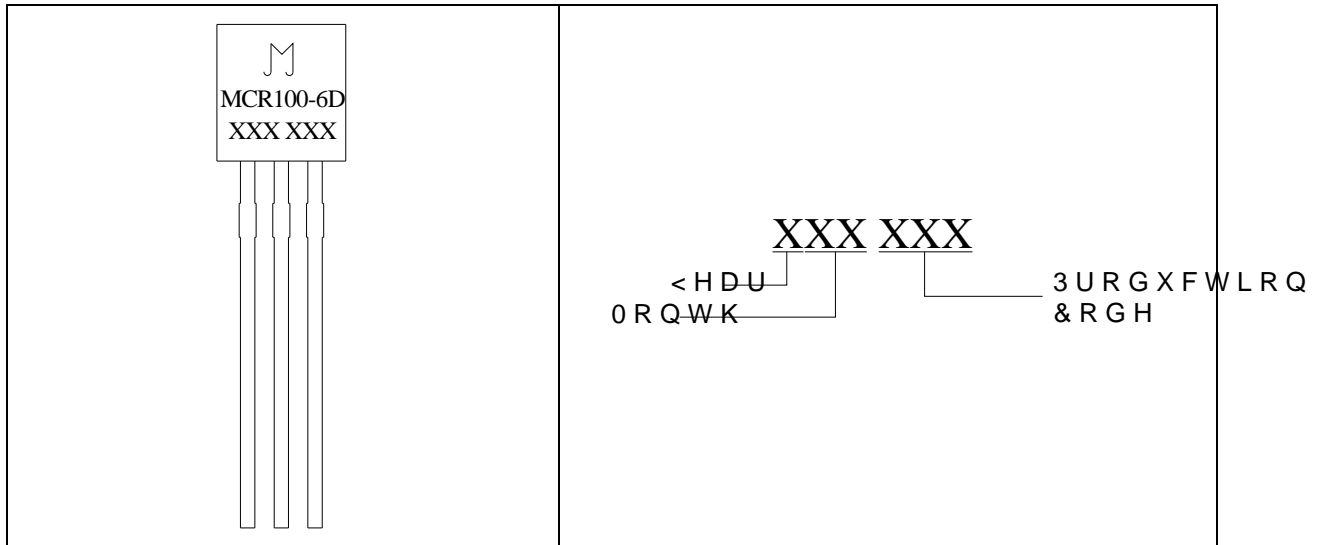 MCR100-6D
XXX XXX
XXX XXX
<HDU
0RQWK
3URGXFWLRQ
&RGH